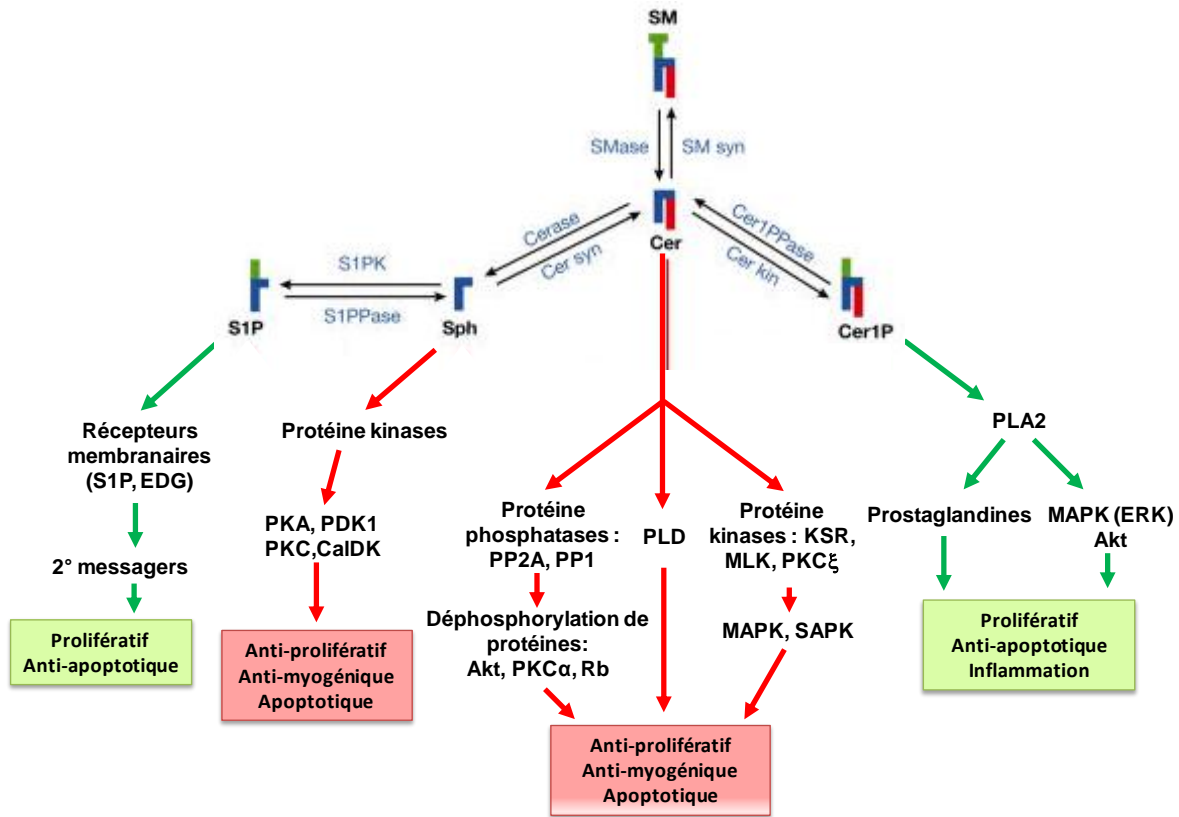 SM
SMase
SM syn
Cerase
Cer syn
Cer
Cer1PPase
Cer kin
S1PK
S1PPase
S1P
Sph
Cer1P
Récepteurs
membranaires
(S1P, EDG)
2° messagers
Prolifératif
Anti-apoptotique
Protéine kinases
PKA, PDK1
PKC,CalDK
Anti-prolifératif
Anti-myogénique
Apoptotique
Protéine
phosphatases :
PP2A, PP1
Déphosphorylation de
protéines:
Akt, PKCα, Rb
PLD
Protéine
kinases : KSR,
MLK, PKCξ
MAPK, SAPK
Anti-prolifératif
Anti-myogénique
Apoptotique
PLA2
Prostaglandines
MAPK (ERK)
Akt
Prolifératif
Anti-apoptotique
Inflammation